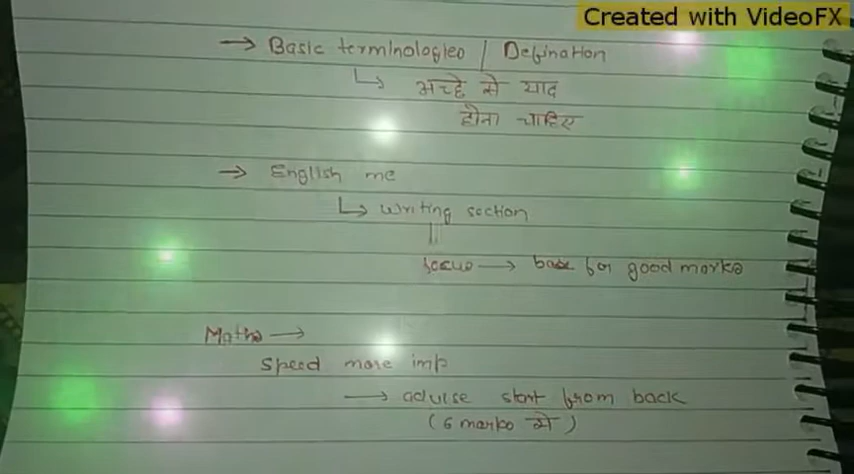 Created with VideoFX
→ Basic terminologies / Defination
↳ अच्छे से याद
होना चाहिए
→ English me
↳ writing section
focus → base for good marks
Maths →
Speed more imp
→ advise start from back
(6 marks से)